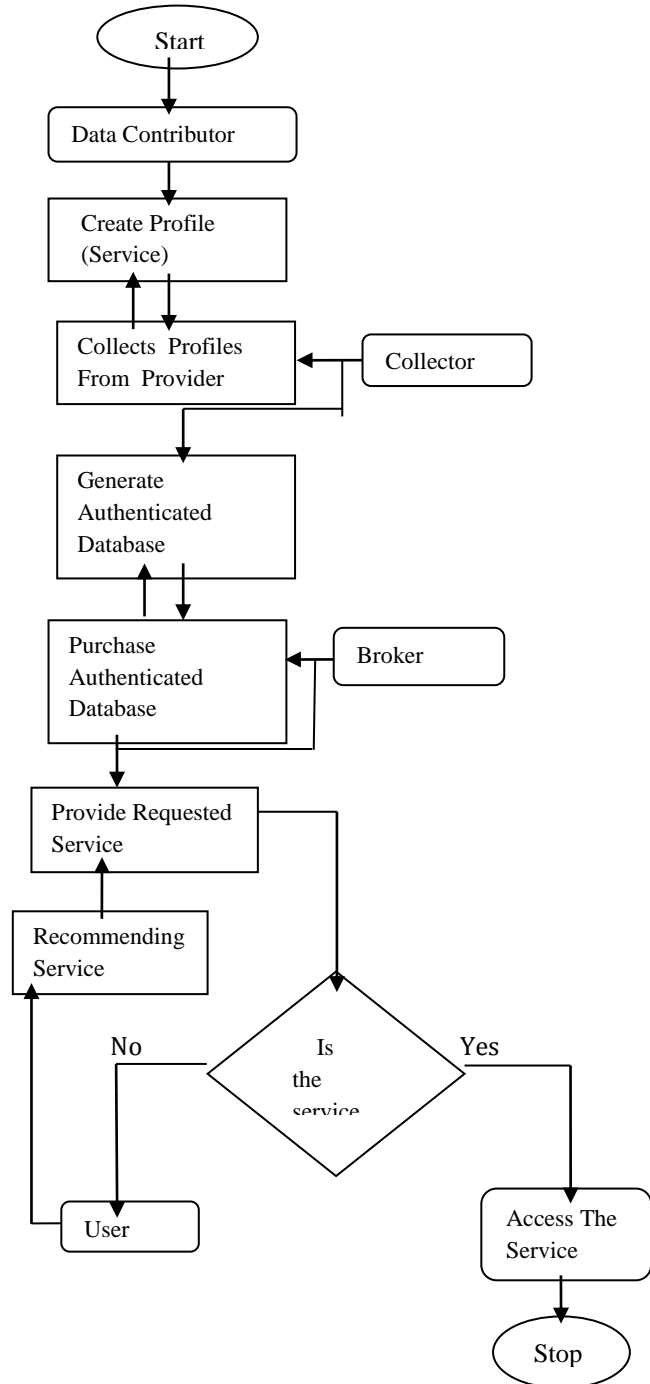 Start
Data Contributor
Create Profile
(Service)
Collects Profiles
From Provider
Collector
Generate
Authenticated
Database
Purchase
Authenticated
Database
Broker
Provide Requested
Service
Recommending
Service
No
Is
the
service
Yes
User
Access The
Service
Stop